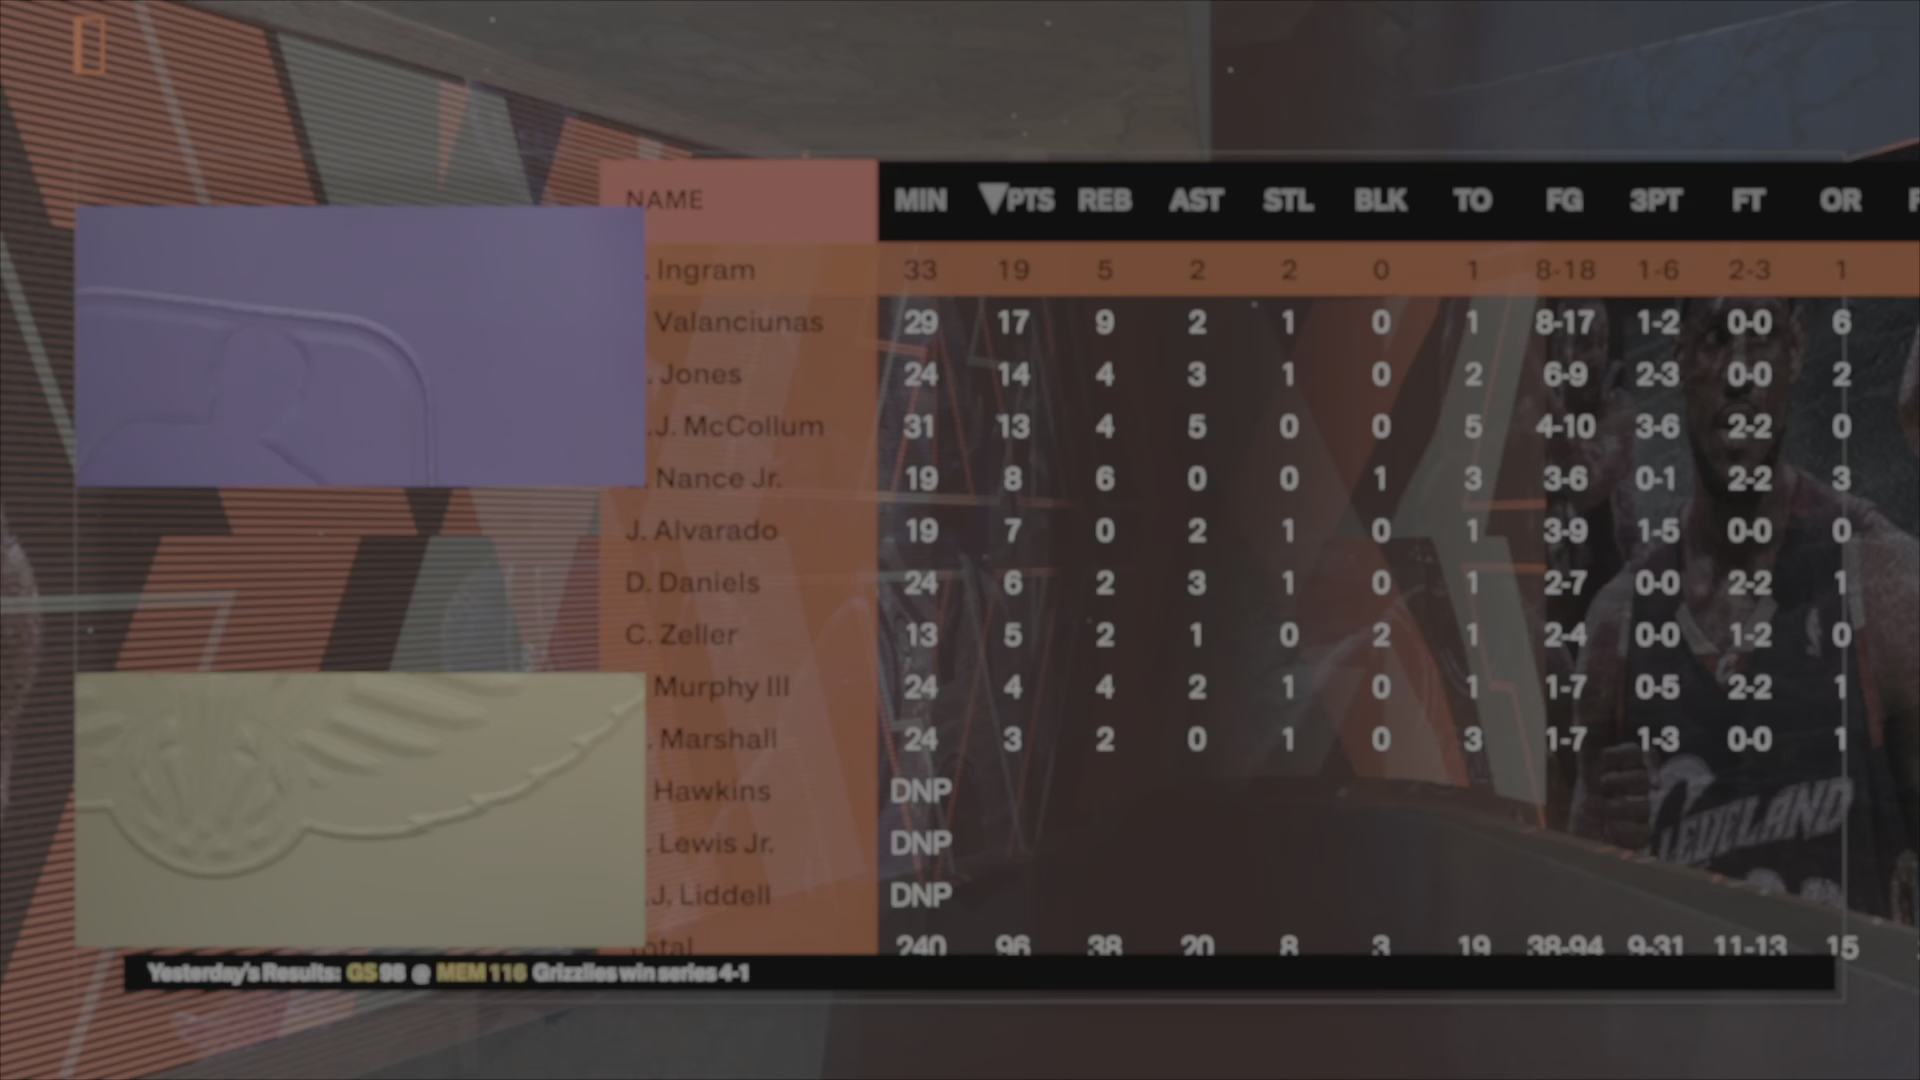 NAME MIN ▼PTS REB AST STL BLK TO FG 3PT FT OR
. Ingram 33 19 5 2 2 0 1 8-18 1-6 2-3 1
Valanciunas 29 17 9 2 1 0 1 8-17 1-2 0-0 6
. Jones 24 14 4 3 1 0 2 6-9 2-3 0-0 2
.J. McCollum 31 13 4 5 0 0 5 4-10 3-6 2-2 0
Nance Jr. 19 8 6 0 0 1 3 3-6 0-1 2-2 3
J. Alvarado 19 7 0 2 1 0 1 3-9 1-5 0-0 0
D. Daniels 24 6 2 3 1 0 1 2-7 0-0 2-2 1
C. Zeller 13 5 2 1 0 2 1 2-4 0-0 1-2 0
Murphy III 24 4 4 2 1 0 1 1-7 0-5 2-2 1
. Marshall 24 3 2 0 1 0 3 1-7 1-3 0-0 1
Hawkins DNP
. Lewis Jr. DNP
.J. Liddell DNP
Total 240 96 38 20 8 3 19 38-94 9-31 11-13 15
Yesterday's Results: GS 98 @ MEM 116 Grizzlies win series 4-1
CLEVELAND